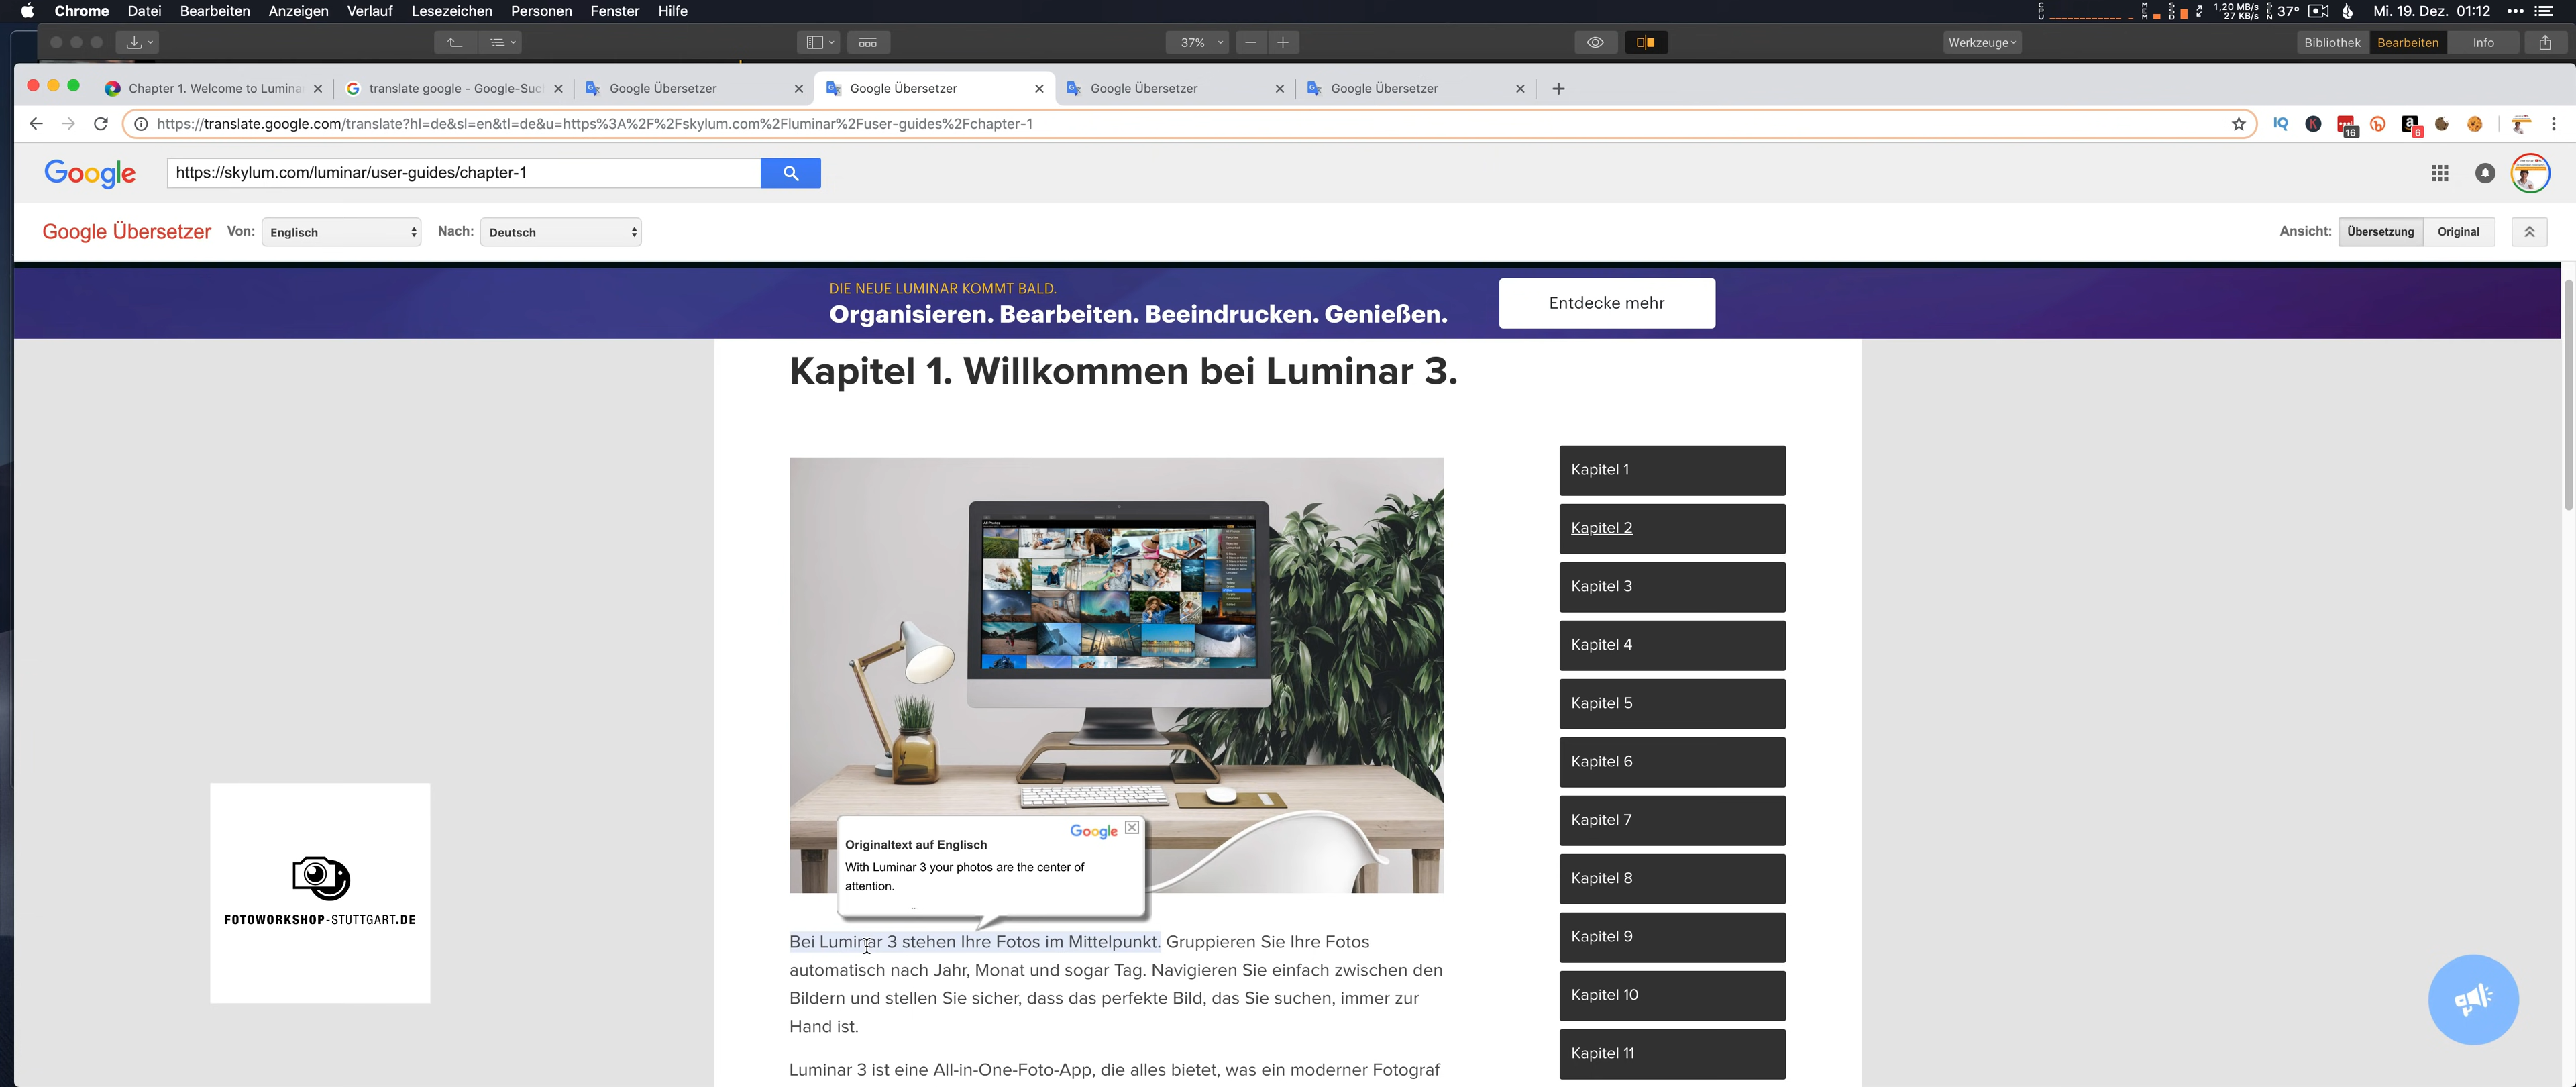 Chrome Datei Bearbeiten Anzeigen Verlauf Lesezeichen Personen Fenster Hilfe
1,20 MB/s
27 KB/s
37° Mi. 19. Dez. 01:12
37% Werkzeuge Bibliothek Bearbeiten Info
Chapter 1. Welcome to Lumina
translate google - Google-Suc
Google Übersetzer
Google Übersetzer
Google Übersetzer
Google Übersetzer
https://translate.google.com/translate?hl=de&sl=en&tl=de&u=https%3A%2F%2Fskylum.com%2Fluminar%2Fuser-guides%2Fchapter-1
IQ
16
6
Google
https://skylum.com/luminar/user-guides/chapter-1
Google Übersetzer Von: Englisch Nach: Deutsch Ansicht: Übersetzung Original
DIE NEUE LUMINAR KOMMT BALD.
Organisieren. Bearbeiten. Beeindrucken. Genießen.
Entdecke mehr
Kapitel 1. Willkommen bei Luminar 3.
Kapitel 1
Kapitel 2
Kapitel 3
Kapitel 4
Kapitel 5
Kapitel 6
Kapitel 7
Kapitel 8
Kapitel 9
Kapitel 10
Kapitel 11
Google
Originaltext auf Englisch
With Luminar 3 your photos are the center of
attention.
Bei Luminar 3 stehen Ihre Fotos im Mittelpunkt. Gruppieren Sie Ihre Fotos
automatisch nach Jahr, Monat und sogar Tag. Navigieren Sie einfach zwischen den
Bildern und stellen Sie sicher, dass das perfekte Bild, das Sie suchen, immer zur
Hand ist.
Luminar 3 ist eine All-in-One-Foto-App, die alles bietet, was ein moderner Fotograf
FOTOWORKSHOP-STUTTGART.DE